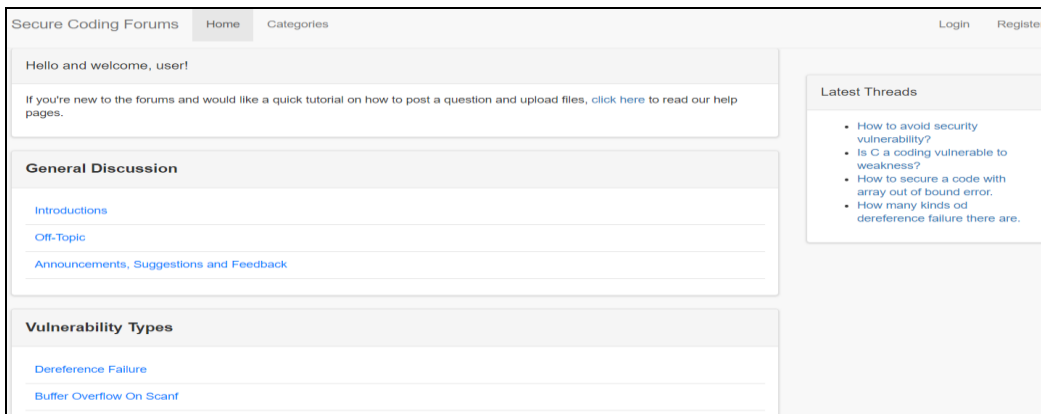 Secure Coding Forums Home Categories Login Register
Hello and welcome, user!
If you're new to the forums and would like a quick tutorial on how to post a question and upload files, click here to read our help
pages.
General Discussion
Introductions
Off-Topic
Announcements, Suggestions and Feedback
Vulnerability Types
Dereference Failure
Buffer Overflow On Scanf
Latest Threads
How to avoid security
vulnerability?
Is C a coding vulnerable to
weakness?
How to secure a code with
array out of bound error.
How many kinds od
dereference failure there are.